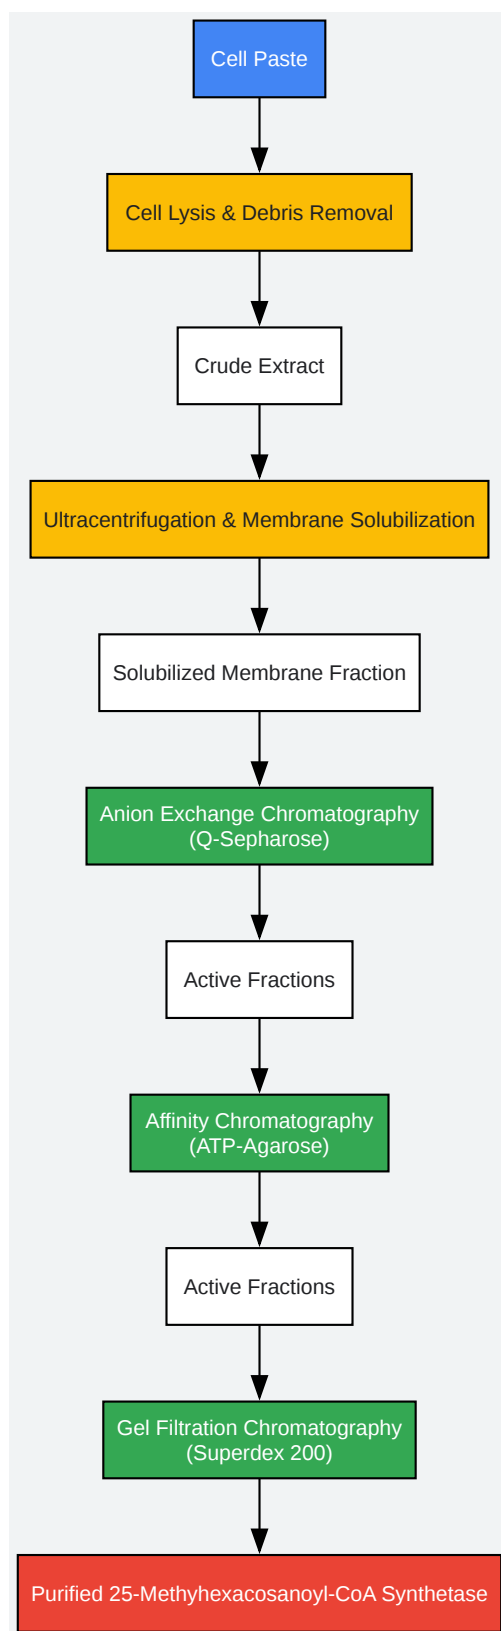 Cell Paste
Cell Lysis & Debris Removal
Crude Extract
Ultracentrifugation & Membrane Solubilization
Solubilized Membrane Fraction
Anion Exchange Chromatography
(Q-Sepharose)
Active Fractions
Affinity Chromatography
(ATP-Agarose)
Active Fractions
Gel Filtration Chromatography
(Superdex 200)
Purified 25-Methyhexacosanoyl-CoA Synthetase